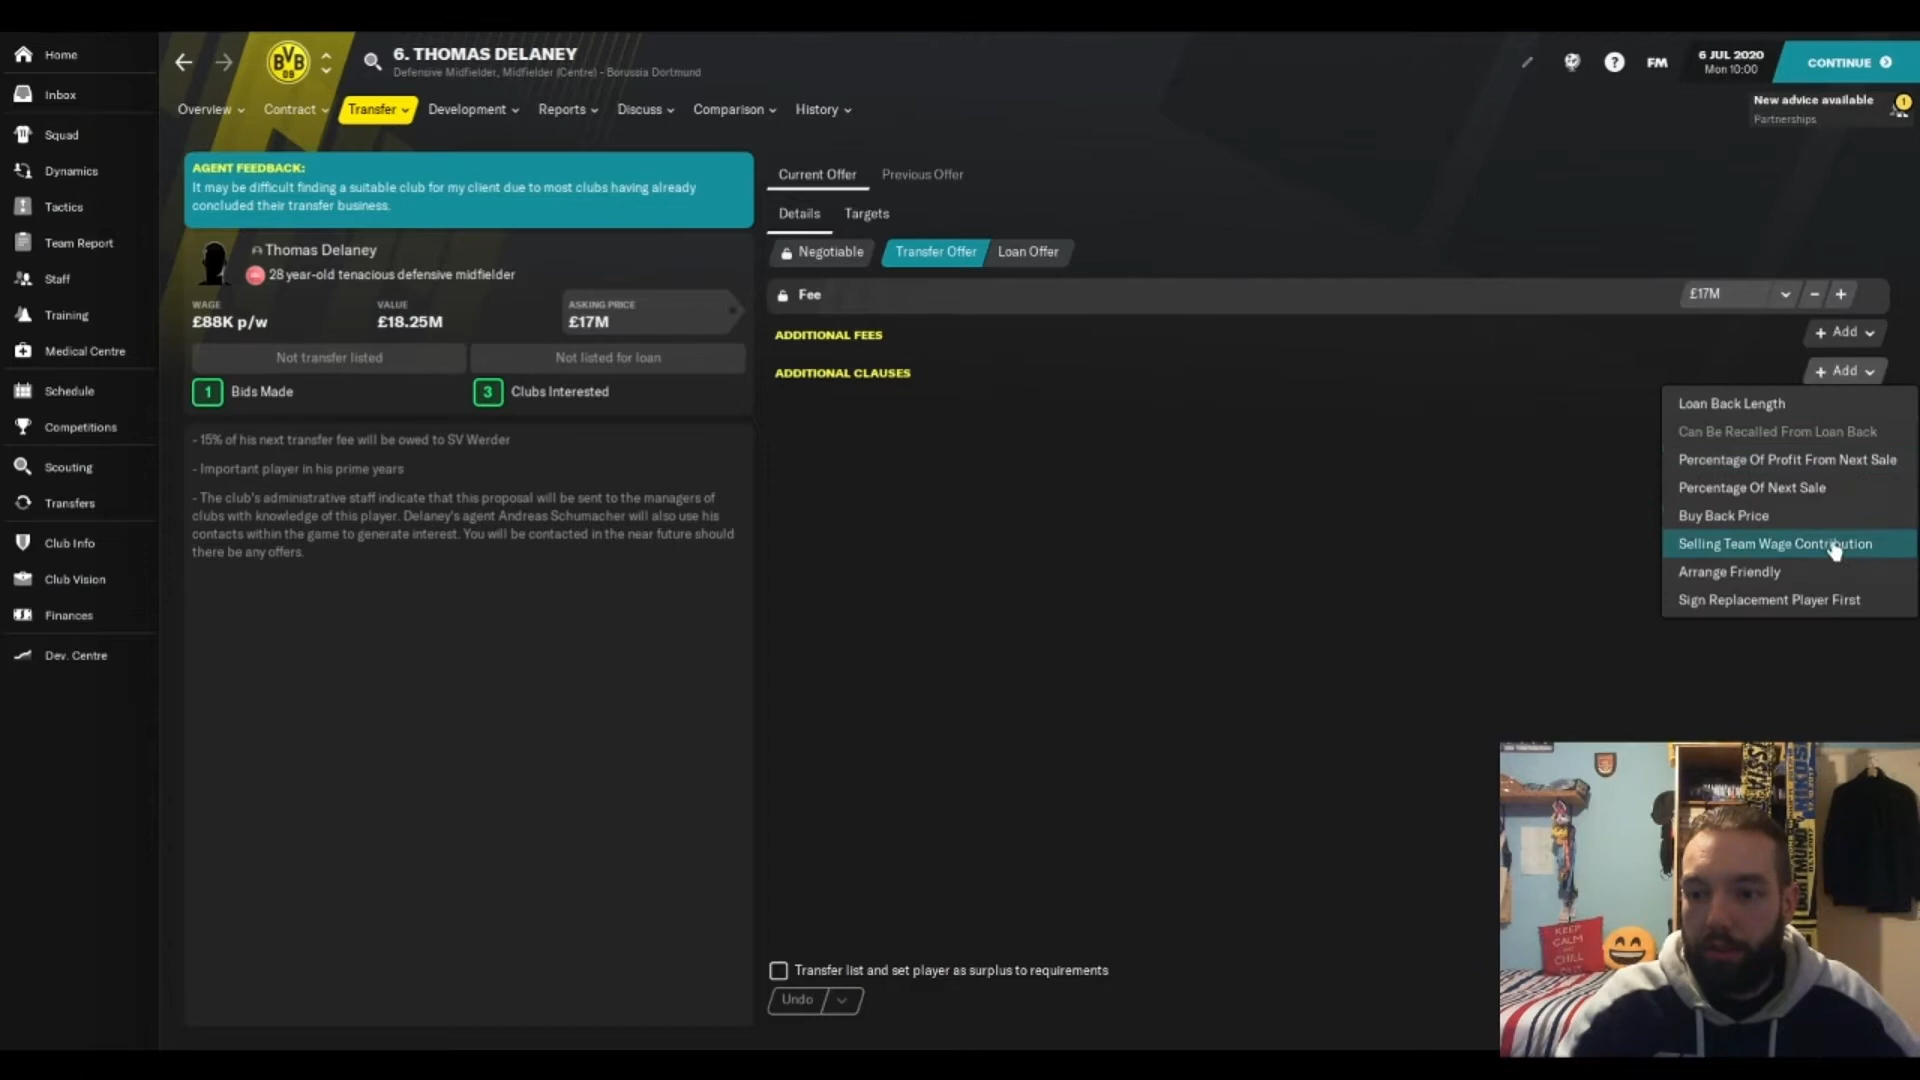 Home
Inbox
Squad
Dynamics
Tactics
Team Report
Staff
Training
Medical Centre
Schedule
Competitions
Scouting
Transfers
Club Info
Club Vision
Finances
Dev. Centre
BVB 09
6. THOMAS DELANEY
Defensive Midfielder, Midfielder (Centre) - Borussia Dortmund
FM
6 JUL 2020
Mon 10:00
CONTINUE
New advice available
Partnerships
1
Overview
Contract
Transfer
Development
Reports
Discuss
Comparison
History
AGENT FEEDBACK:
It may be difficult finding a suitable club for my client due to most clubs having already
concluded their transfer business.
Thomas Delaney
28 year-old tenacious defensive midfielder
WAGE
£88K p/w
VALUE
£18.25M
ASKING PRICE
£17M
Not transfer listed
Not listed for loan
1 Bids Made
3 Clubs Interested
- 15% of his next transfer fee will be owed to SV Werder
- Important player in his prime years
- The club's administrative staff indicate that this proposal will be sent to the managers of
clubs with knowledge of this player. Delaney's agent Andreas Schumacher will also use his
contacts within the game to generate interest. You will be contacted in the near future should
there be any offers.
Current Offer
Previous Offer
Details
Targets
Negotiable
Transfer Offer
Loan Offer
Fee
£17M
ADDITIONAL FEES
+ Add
ADDITIONAL CLAUSES
+ Add
Loan Back Length
Can Be Recalled From Loan Back
Percentage Of Profit From Next Sale
Percentage Of Next Sale
Buy Back Price
Selling Team Wage Contribution
Arrange Friendly
Sign Replacement Player First
Transfer list and set player as surplus to requirements
Undo
KEEP
CALM
AND
CHILL